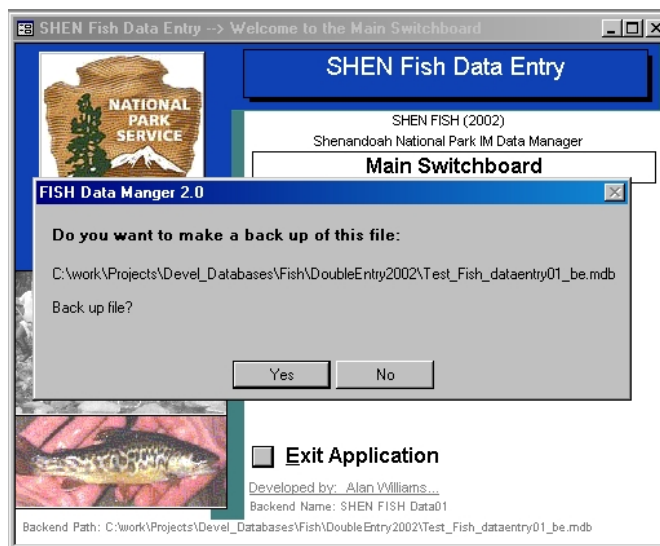 SHEN Fish Data Entry --> Welcome to the Main Switchboard
SHEN Fish Data Entry
NATIONAL
PARK
SERVICE
SHEN FISH (2002)
Shenandoah National Park IM Data Manager
Main Switchboard
FISH Data Manger 2.0
Do you want to make a back up of this file:
C:\work\Projects\Devel_Databases\Fish\DoubleEntry2002\Test_Fish_dataentry01_be.mdb
Back up file?
Yes
No
Exit Application
Developed by: Alan Williams...
Backend Name: SHEN FISH Data01
Backend Path: C:\work\Projects\Devel_Databases\Fish\DoubleEntry2002\Test_Fish_dataentry01_be.mdb